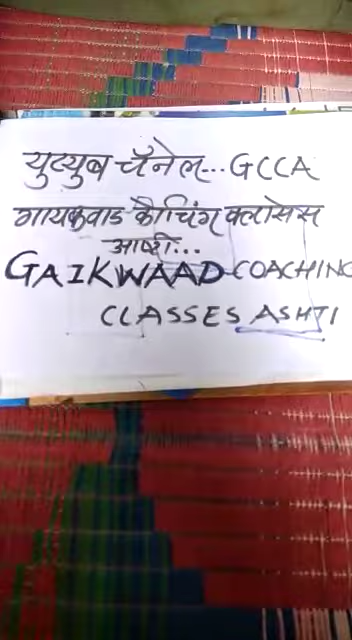 युट्युब चॅनेल...GCCA
गायकवाड कोचिंग क्लासेस
आष्टी...
GAIKWAAD COACHING
CLASSES ASHTI